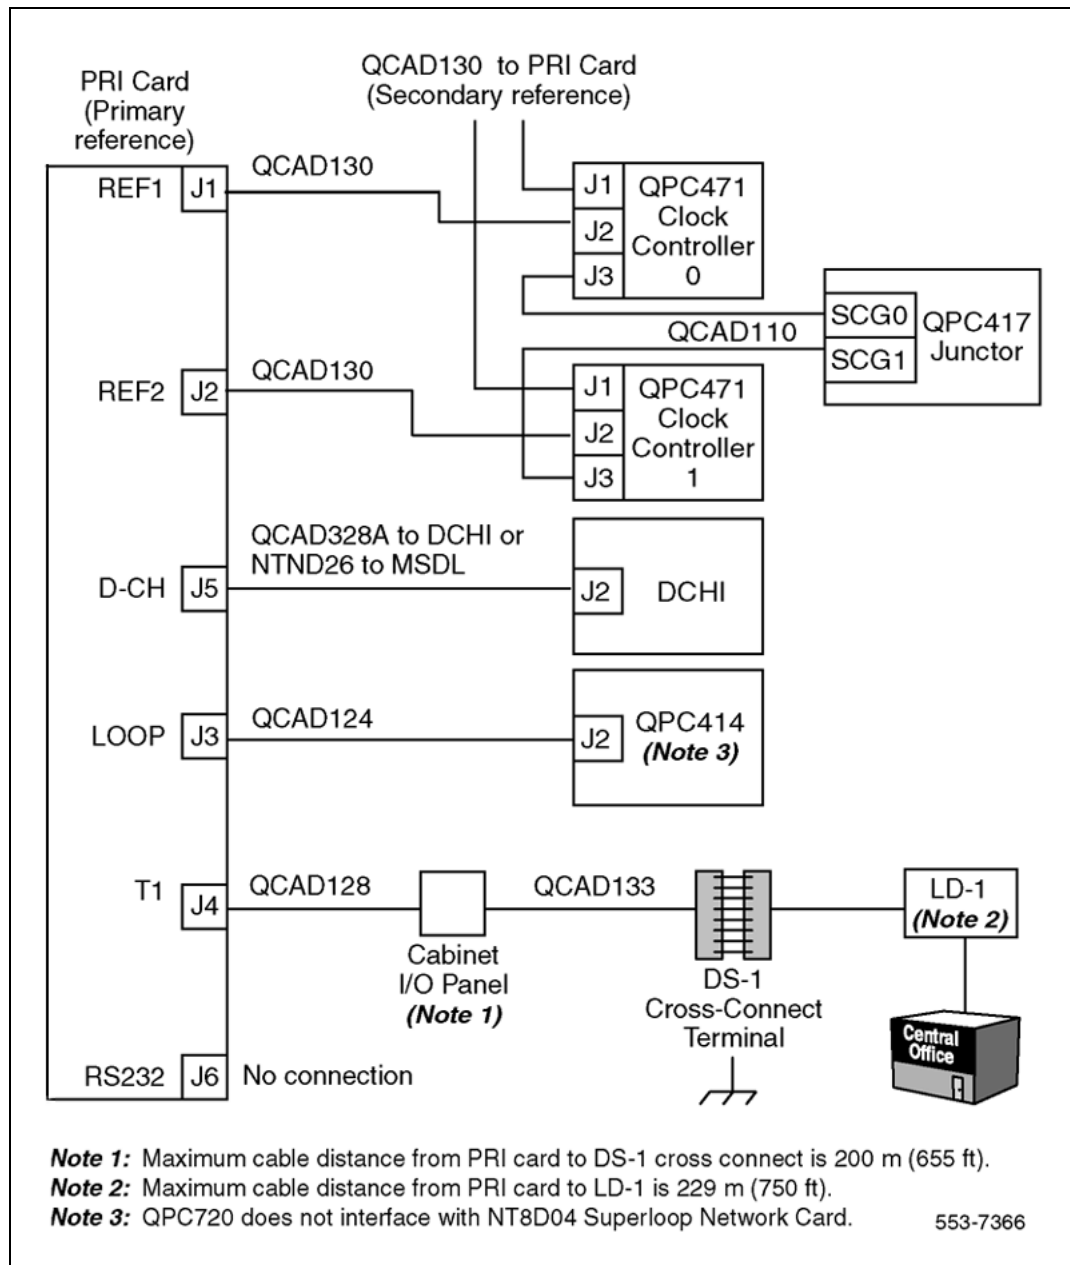 QCAD130 to PRI Card
(Secondary reference)
PRI Card
(Primary
reference)
REF1
J1
QCAD130
J1
J2
J3
QPC471
Clock
Controller
0
SCG0
SCG1
QPC417
Junctor
QCAD110
REF2
J2
QCAD130
J1
J2
J3
QPC471
Clock
Controller
1
QCAD328A to DCHI or
NTND26 to MSDL
D-CH
J5
J2
DCHI
LOOP
J3
QCAD124
J2
QPC414
(Note 3)
T1
J4
QCAD128
Cabinet
I/O Panel
(Note 1)
QCAD133
DS-1
Cross-Connect
Terminal
LD-1
(Note 2)
Central
Office
RS232
J6
No connection
Note 1: Maximum cable distance from PRI card to DS-1 cross connect is 200 m (655 ft).
Note 2: Maximum cable distance from PRI card to LD-1 is 229 m (750 ft).
Note 3: QPC720 does not interface with NT8D04 Superloop Network Card.
553-7366